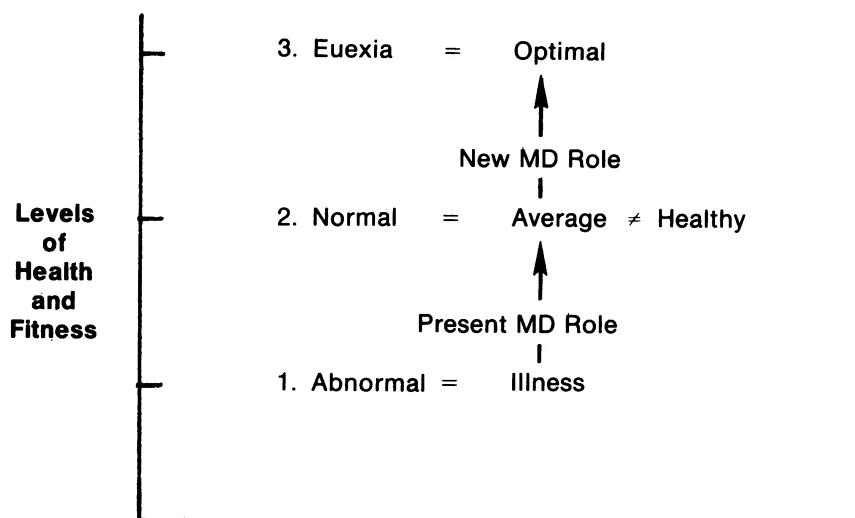 3. Euexia = Optimal
New MD Role
Levels
of
Health
and
Fitness
2. Normal = Average ≠ Healthy
Present MD Role
1. Abnormal = Illness